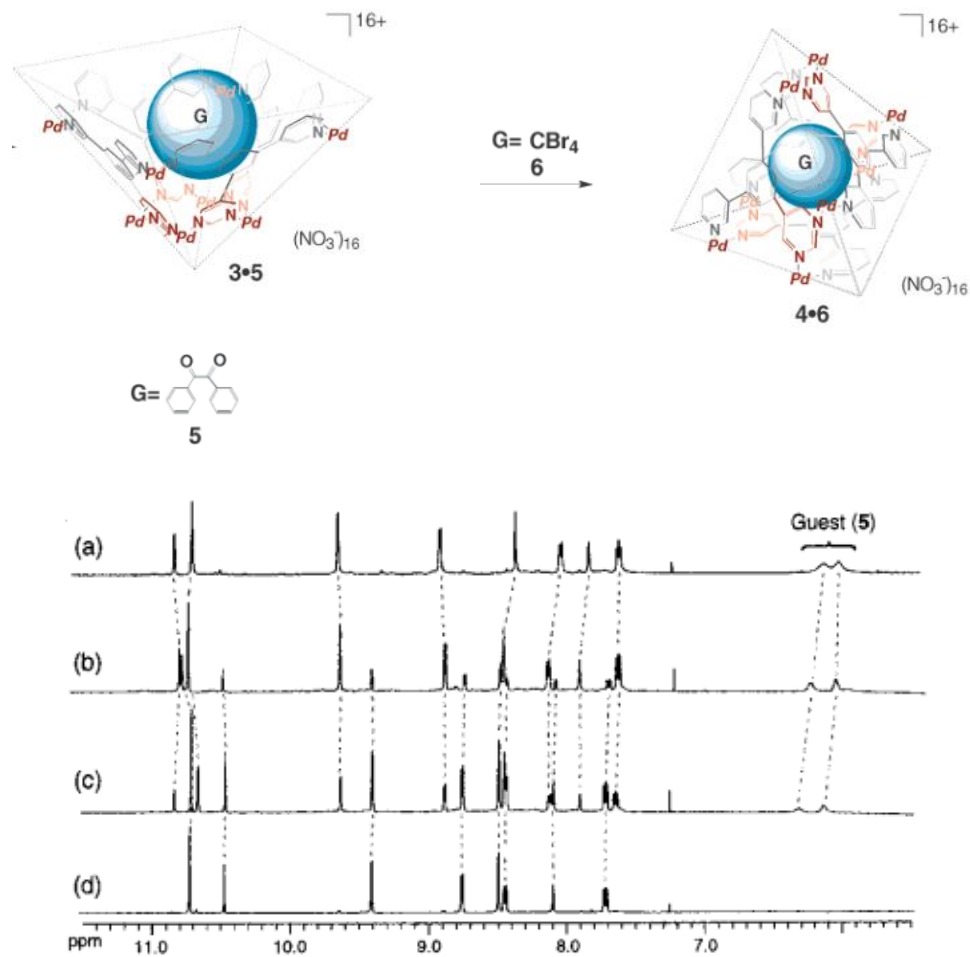 16+
16+
G
G= CBr4
6
G
Pd N
Pd
N Pd
Pd
Pd
Pd
Pd
Pd
N
N
(NO3-)16
3•5
Pd
Pd
Pd
Pd
Pd
Pd
N
N
(NO3-)16
4•6
O O
G=
5
Guest (5)
(a)
(b)
(c)
(d)
ppm 11.0 10.0 9.0 8.0 7.0